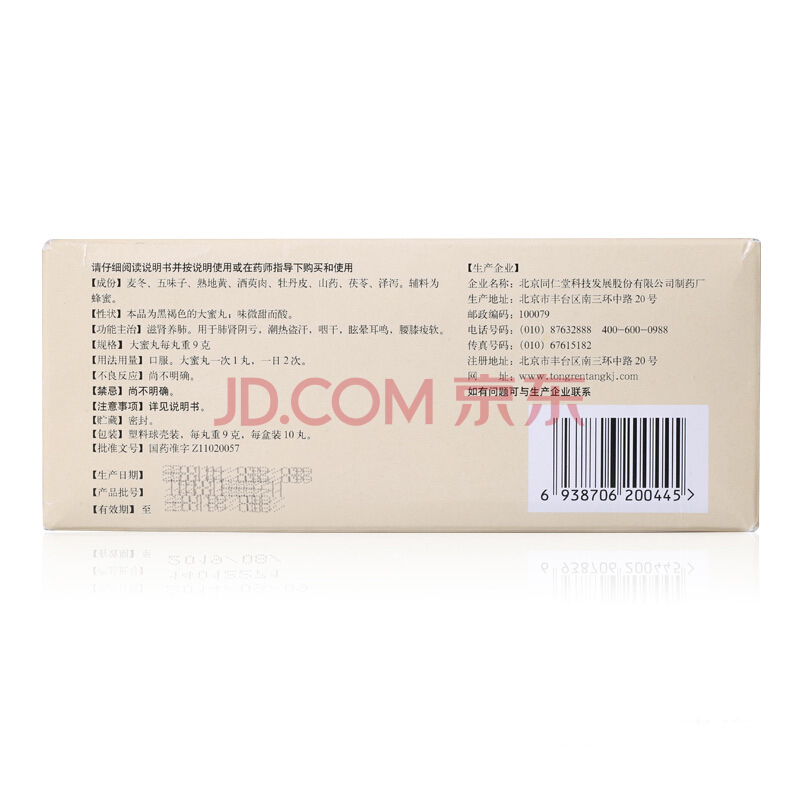 请仔细阅读说明书并按说明使用或在药师指导下购买和使用
【成份】麦冬、五味子、熟地黄、酒萸肉、牡丹皮、山药、茯苓、泽泻。辅料为
蜂蜜。
【性状】本品为黑褐色的大蜜丸；味微甜而酸。
【功能主治】滋肾养肺。用于肺肾阴亏，潮热盗汗，咽干，眩晕耳鸣，腰膝痠软。
【规格】 大蜜丸每丸重9克
【用法用量】口服。大蜜丸一次1丸，一日2次。
【不良反应】尚不明确。
【禁忌】尚不明确。
【注意事项】详见说明书。
【贮藏】密封。
【包装】塑料球壳装，每丸重9克，每盒装10丸。
【批准文号】国药准字Z11020057
【生产日期】
【产品批号】
【有效期】 至
【生产企业】
企业名称：北京同仁堂科技发展股份有限公司制药厂
生产地址：北京市丰台区南三环中路20号
邮政编码：100079
电话号码：(010) 87632888 400-600-0988
传真号码：(010) 67615182
注册地址：北京市丰台区南三环中路20号
网 址：www.tongrentangkj.com
如有问题可与生产企业联系
JD.COM 京东
6 938706 200445>